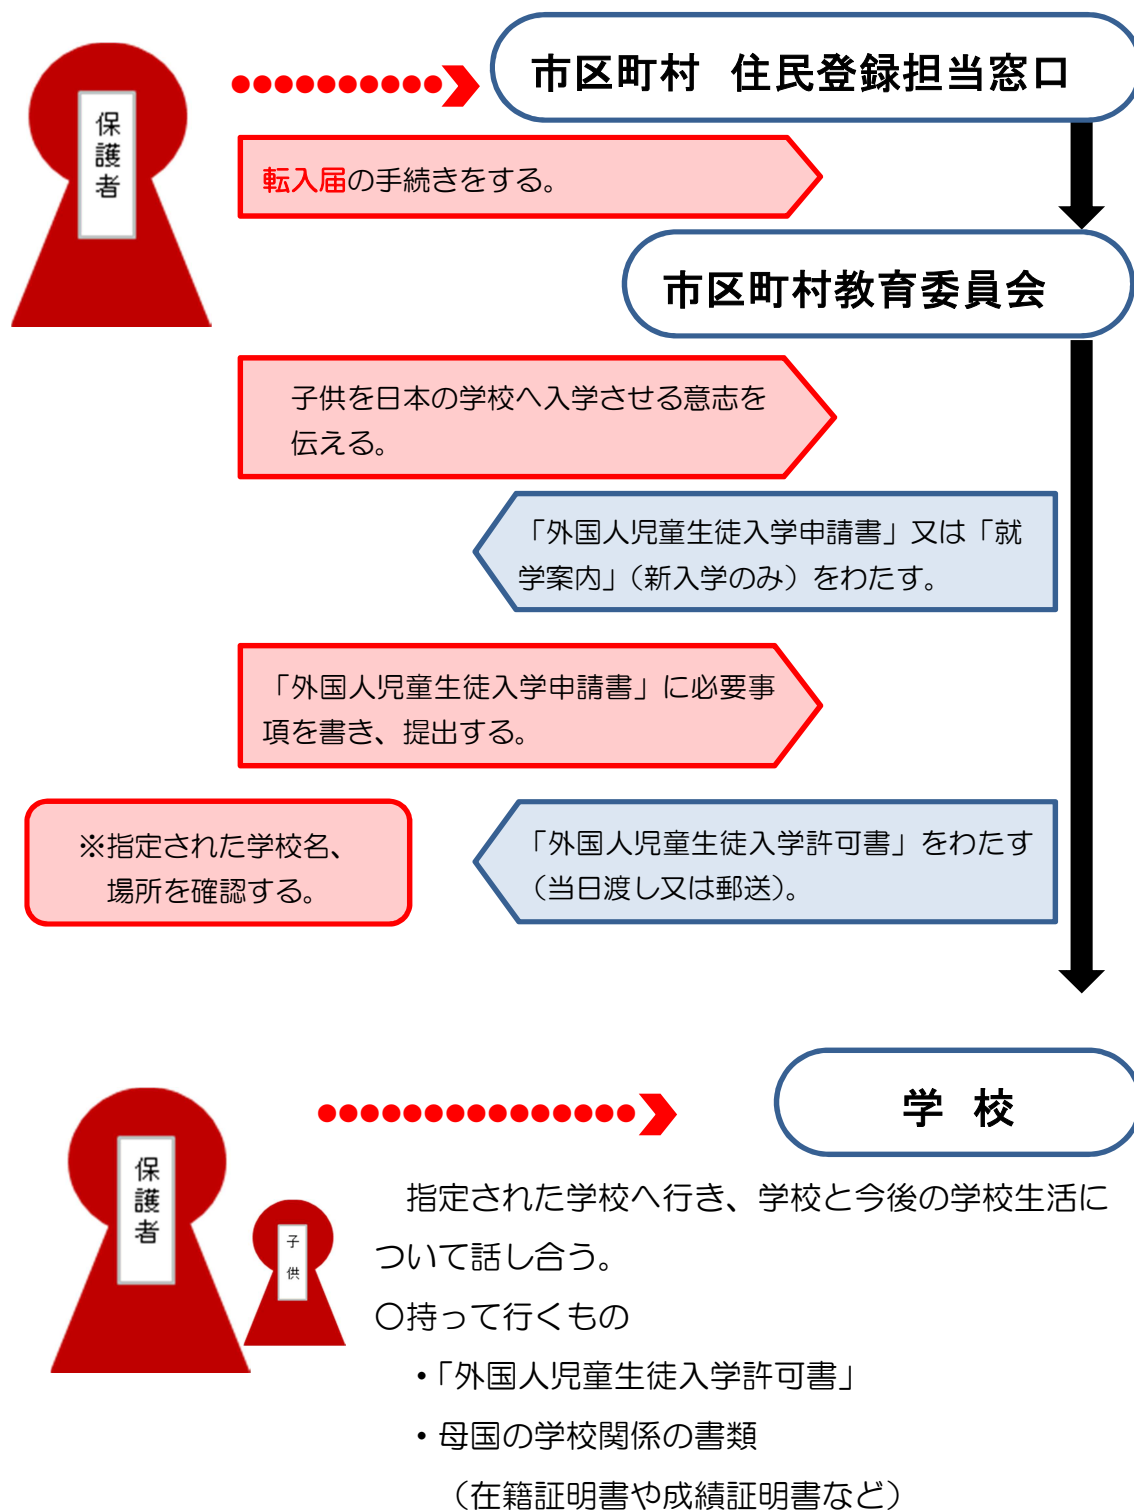 保護者
市区町村 住民登録担当窓口
転入届の手続きをする。
市区町村教育委員会
子供を日本の学校へ入学させる意志を
伝える。
「外国人児童生徒入学申請書」又は「就
学案内」（新入学のみ）をわたす。
「外国人児童生徒入学申請書」に必要事
項を書き、提出する。
※指定された学校名、
場所を確認する。
「外国人児童生徒入学許可書」をわたす
（当日渡し又は郵送）。
保護者
子供
学 校
指定された学校へ行き、学校と今後の学校生活に
ついて話し合う。
〇持って行くもの
・「外国人児童生徒入学許可書」
・母国の学校関係の書類
（在籍証明書や成績証明書など）